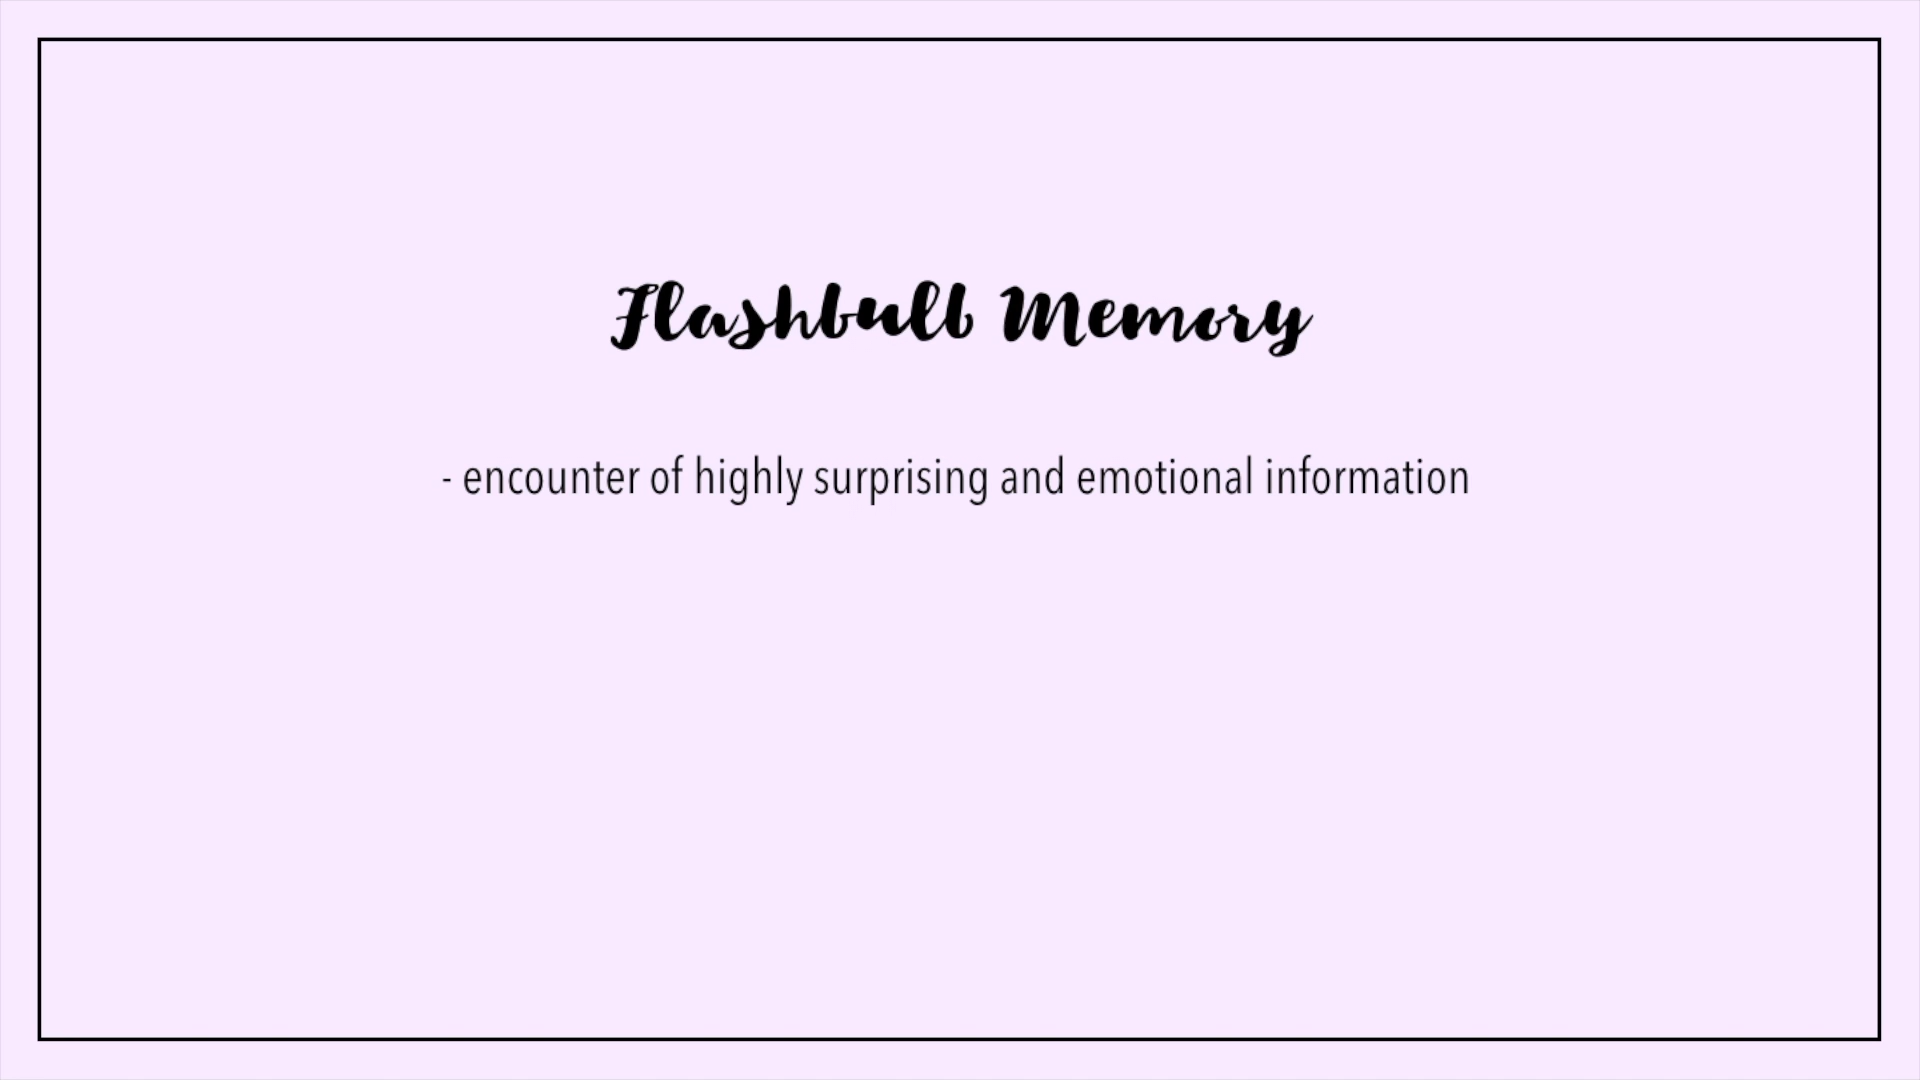 Flashbulb Memory
- encounter of highly surprising and emotional information